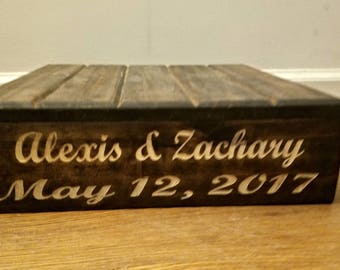 Alexis & Zachary
May 12, 2017